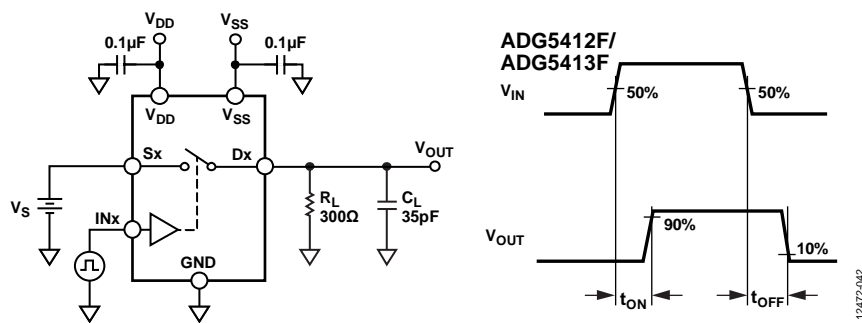 VDD
VSS
0.1µF
0.1µF
VDD
VSS
Sx
Dx
VOUT
VS
INx
RL
300Ω
CL
35pF
GND
ADG5412F/
ADG5413F
VIN
50%
50%
VOUT
90%
10%
tON
tOFF
12472-042